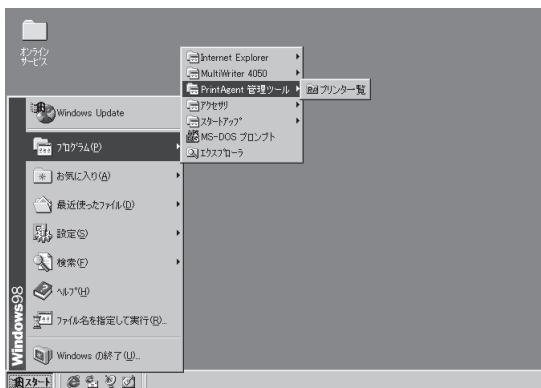 オンライン
サービス
Internet Explorer
MultiWriter 4050
PrintAgent 管理ツール
プリンター覧
アクセサリ
スタートアップ
MS-DOS プロンプト
エクスプローラ
Windows Update
プログラム(P)
お気に入り(A)
最近使ったファイル(D)
設定(S)
検索(F)
ヘルプ(H)
ファイル名を指定して実行(R)...
Windows の終了(U)...
Windows98
スタート